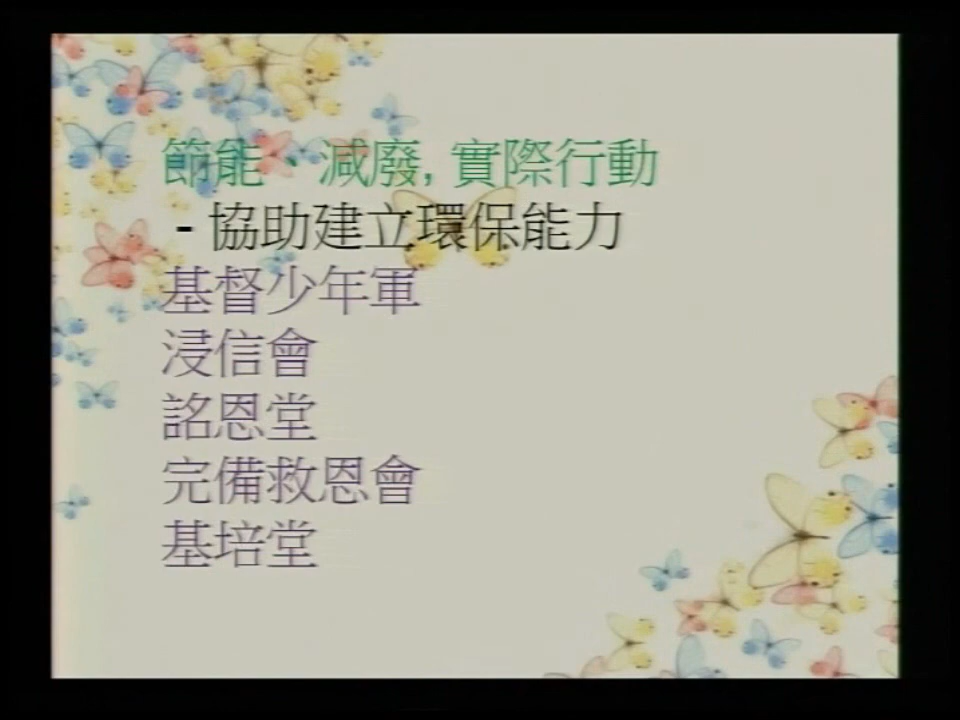 節能、減廢, 實際行動
- 協助建立環保能力
基督少年軍
浸信會
詺恩堂
完備救恩會
基培堂